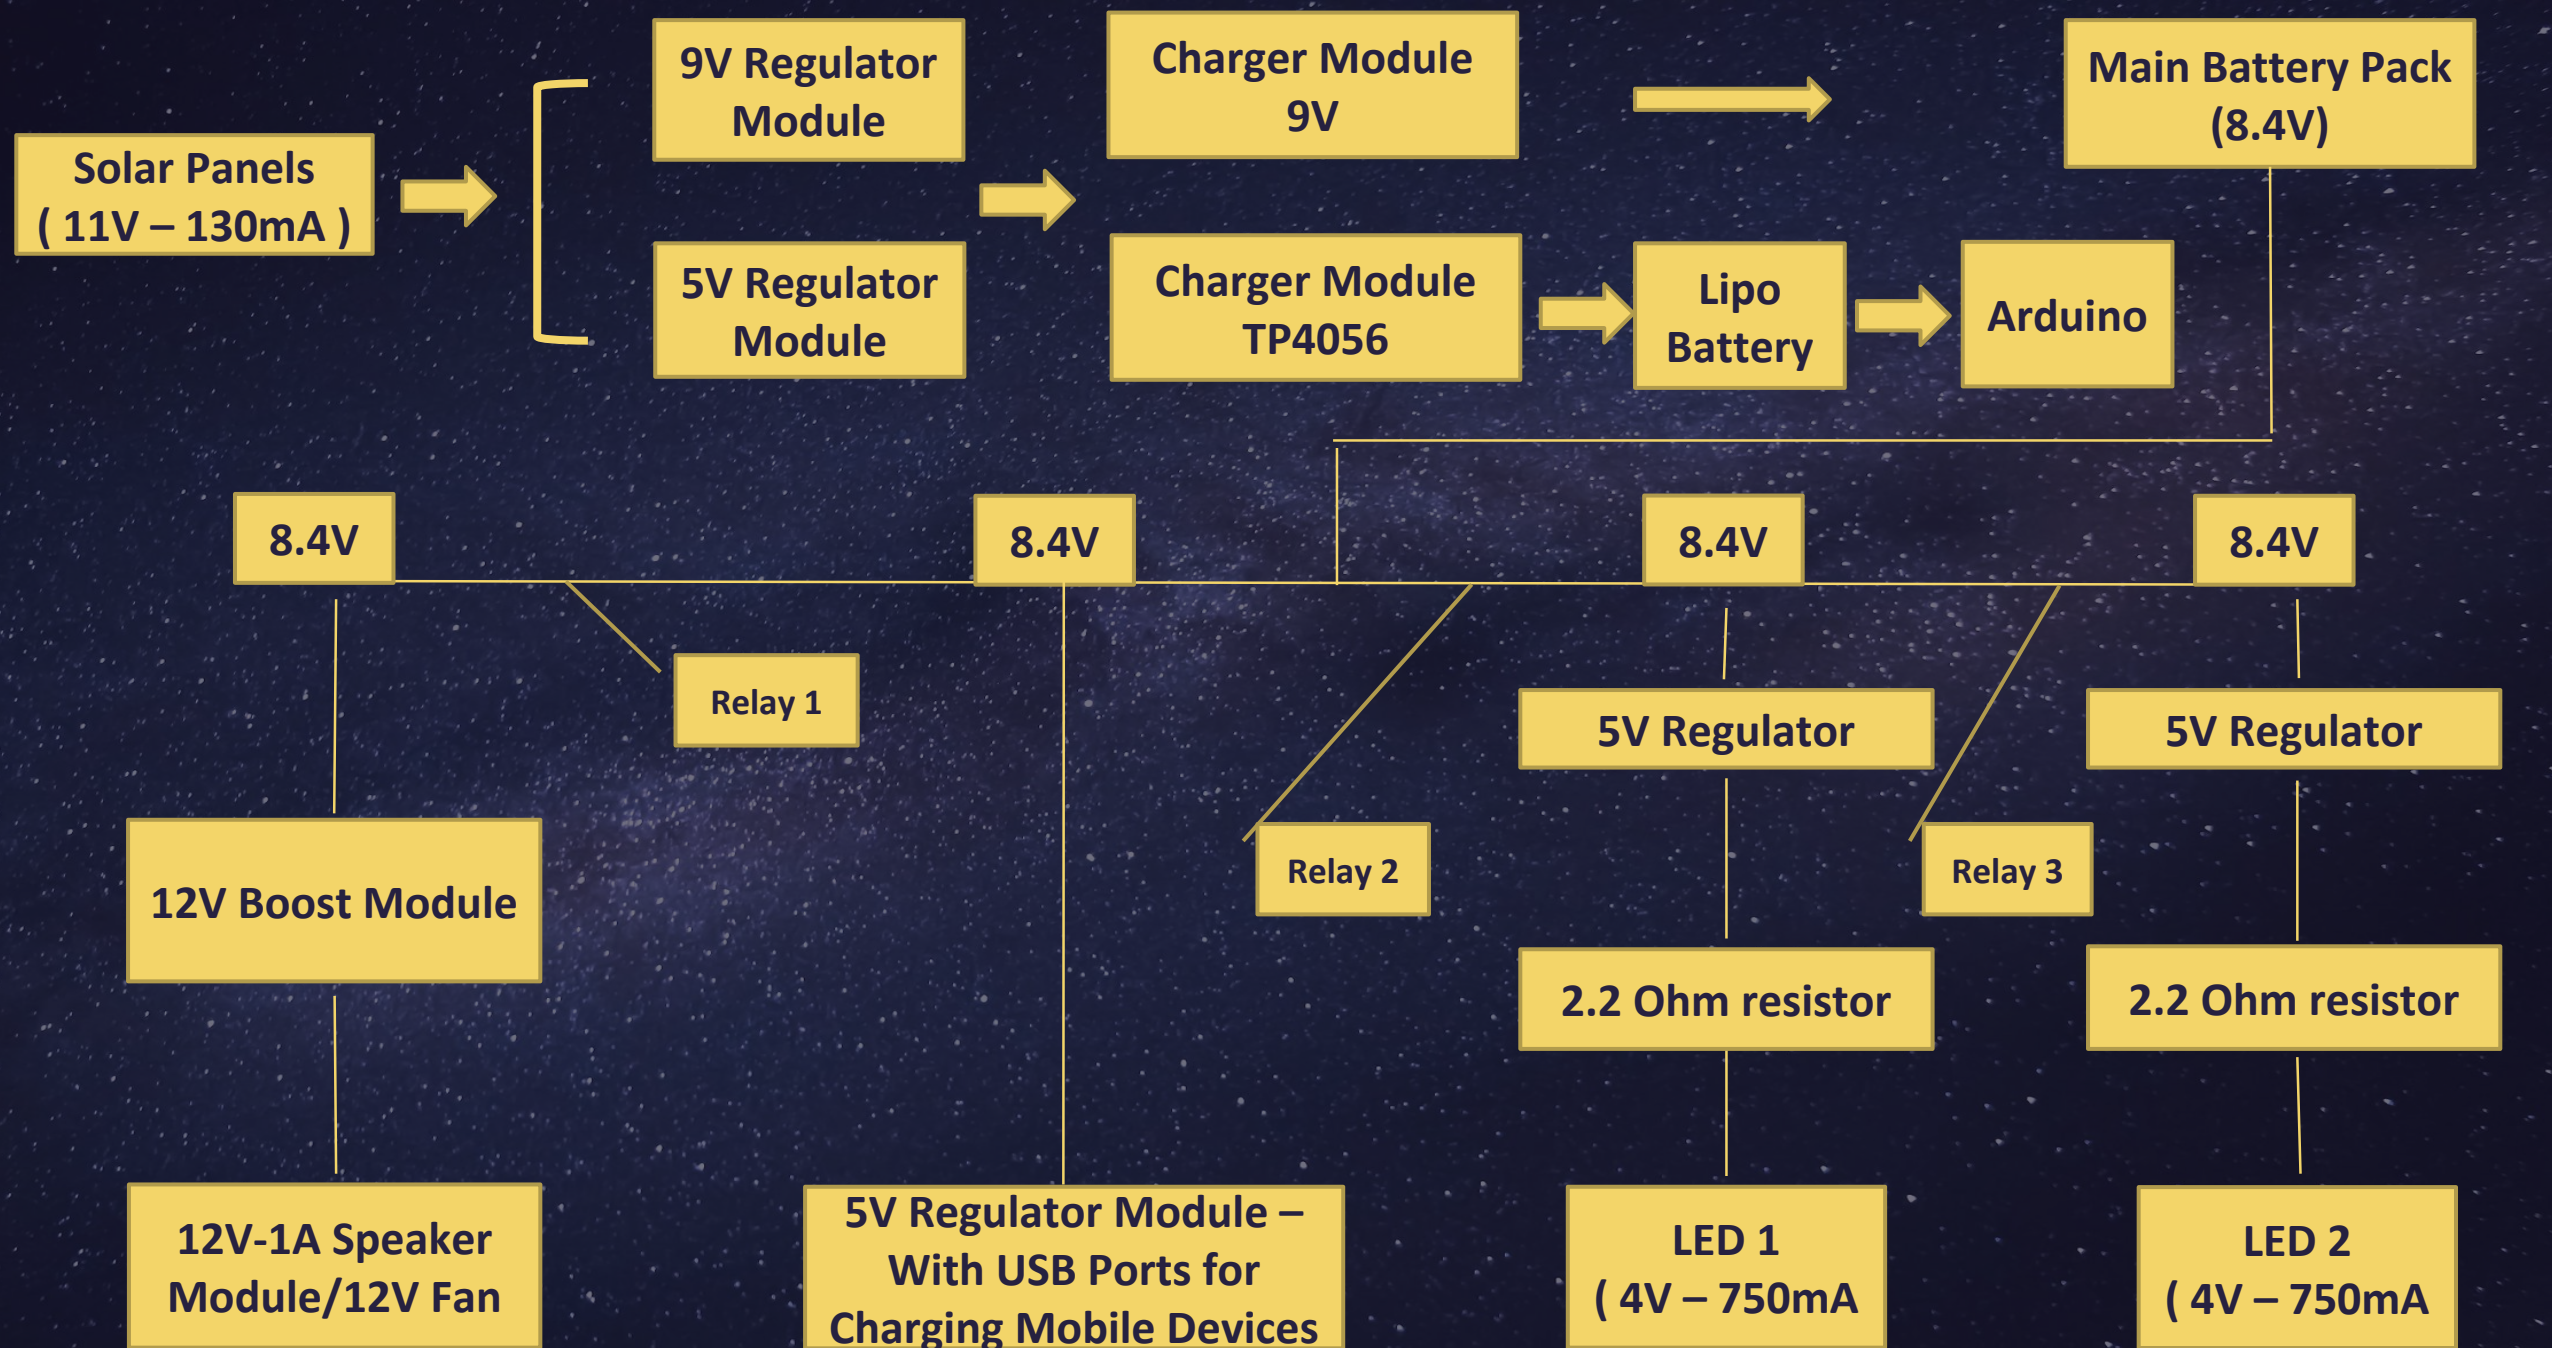 9V Regulator
Module
Charger Module
9V
Main Battery Pack
(8.4V)
Solar Panels
( 11V – 130mA )
5V Regulator
Module
Charger Module
TP4056
Lipo
Battery
Arduino
8.4V
8.4V
8.4V
8.4V
Relay 1
5V Regulator
5V Regulator
12V Boost Module
Relay 2
Relay 3
2.2 Ohm resistor
2.2 Ohm resistor
12V-1A Speaker
Module/12V Fan
5V Regulator Module –
With USB Ports for
Charging Mobile Devices
LED 1
( 4V – 750mA
LED 2
( 4V – 750mA